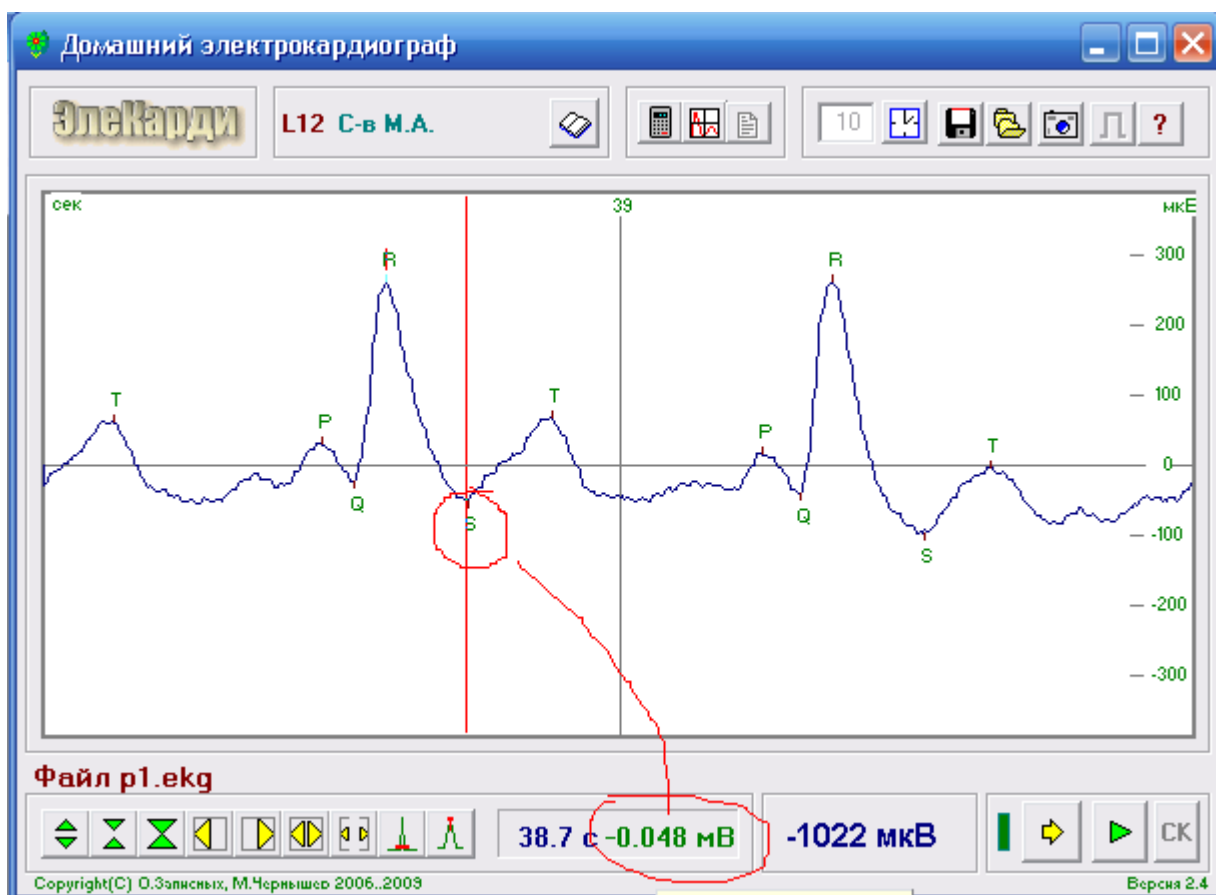 Домашний электрокардиограф
ЭлеКарди
L12 С-в М.А.
10
?
сек
39
мкЕ
R
R
300
200
T
P
T
P
T
100
0
Q
S
Q
S
-100
-200
-300
Файл p1.ekg
38.7 с -0.048 мВ
-1022 мкВ
СК
Copyright(C) О.Записных, М.Чернышев 2006..2009
Версия 2.4